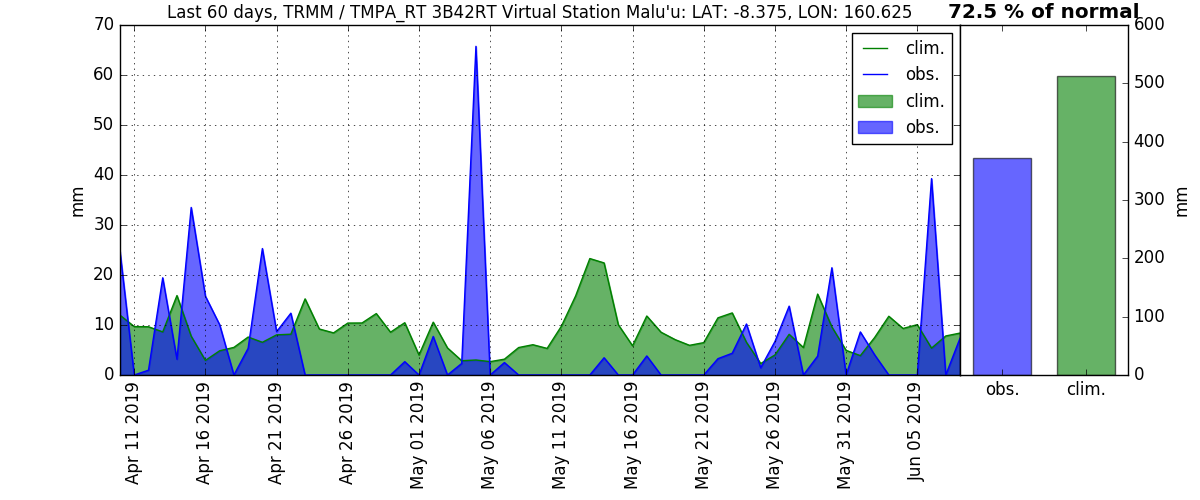 Last 60 days, TRMM / TMPA_RT 3B42RT Virtual Station Malu'u: LAT: -8.375, LON: 160.625
72.5 % of normal
70
60
50
40
30
20
10
0
mm
clim.
obs.
clim.
obs.
600
500
400
300
200
100
0
mm
Apr 11 2019
Apr 16 2019
Apr 21 2019
Apr 26 2019
May 01 2019
May 06 2019
May 11 2019
May 16 2019
May 21 2019
May 26 2019
May 31 2019
Jun 05 2019
obs.
clim.